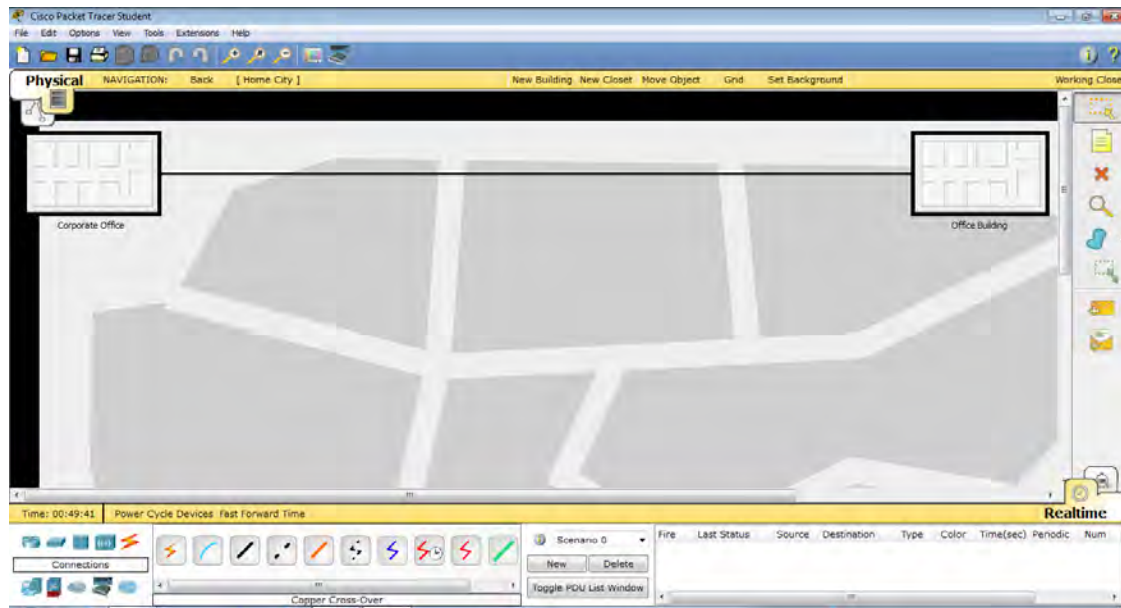 Cisco Packet Tracer Student
File Edit Options View Tools Extensions Help
Physical NAVIGATION: Back [ Home City ] New Building New Closet Move Object Grid Set Background Working Close
Corporate Office
Office Building
Time: 00:49:41 Power Cycle Devices Fast Forward Time
Realtime
Connections
Copper Cross-Over
Scenario 0
New Delete
Toggle PDU List Window
Fire Last Status Source Destination Type Color Time(sec) Periodic Num